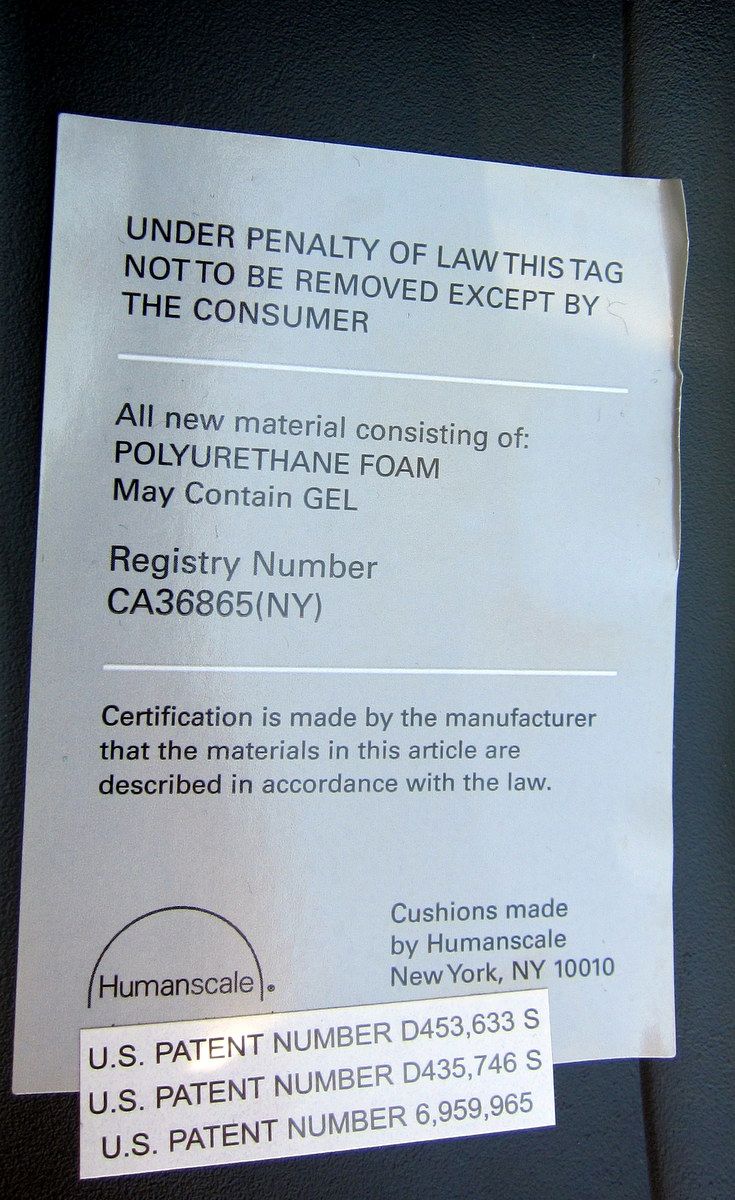 UNDER PENALTY OF LAW THIS TAG
NOT TO BE REMOVED EXCEPT BY
THE CONSUMER
All new material consisting of:
POLYURETHANE FOAM
May Contain GEL
Registry Number
CA36865(NY)
Certification is made by the manufacturer
that the materials in this article are
described in accordance with the law.
Humanscale®
Cushions made
by Humanscale
New York, NY 10010
U.S. PATENT NUMBER D453,633 S
U.S. PATENT NUMBER D435,746 S
U.S. PATENT NUMBER 6,959,965